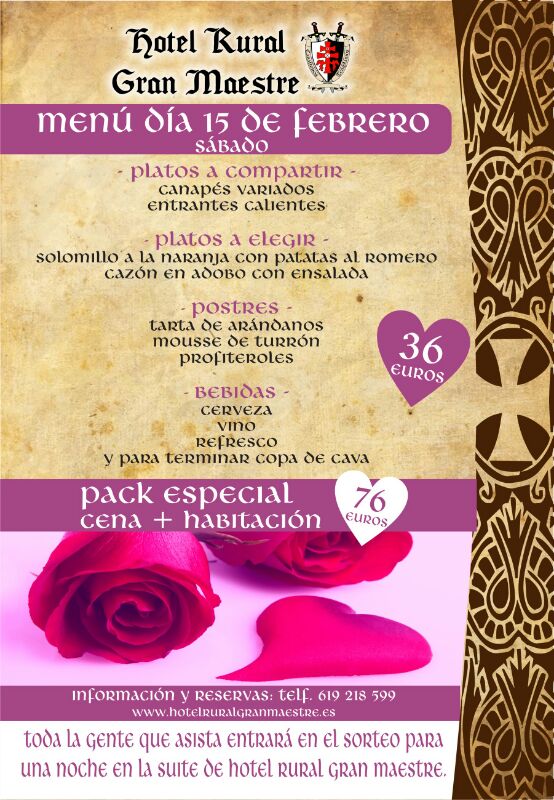 Hotel Rural
Gran Maestre
menú día 15 de febrero
sábado
- platos a compartir -
canapés variados
entrantes calientes
- platos a elegir -
solomillo a la naranja con patatas al romero
cazón en adobo con ensalada
- postres -
tarta de arándanos
mousse de turrón
profiteroles
36
euros
- bebidas -
cerveza
vino
refresco
y para terminar copa de cava
pack especial
cena + habitación
76
euros
información y reservas: telf. 619 218 599
www.hotelruralgranmaestre.es
toda la gente que asista entrará en el sorteo para
una noche en la suite de hotel rural gran maestre.